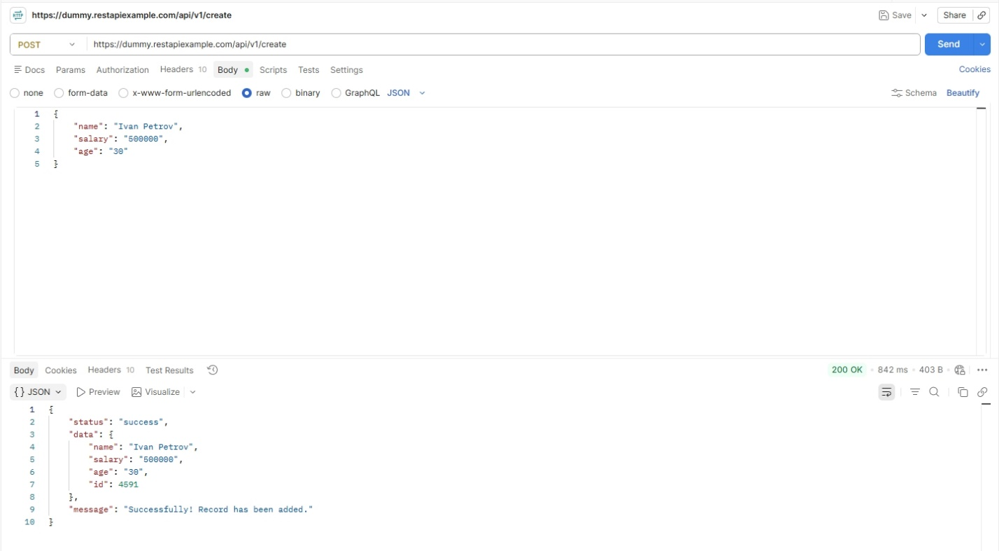 HTTP https://dummy.restapiexample.com/api/v1/create Save Share
POST https://dummy.restapiexample.com/api/v1/create Send
Docs Params Authorization Headers 10 Body Scripts Tests Settings Cookies
none form-data x-www-form-urlencoded raw binary GraphQL JSON Schema Beautify
1 {
2 "name": "Ivan Petrov",
3 "salary": "500000",
4 "age": "30"
5 }
Body Cookies Headers 10 Test Results 200 OK • 842 ms • 403 B •
{} JSON Preview Visualize
1 {
2 "status": "success",
3 "data": {
4 "name": "Ivan Petrov",
5 "salary": "500000",
6 "age": "30",
7 "id": 4591
8 },
9 "message": "Successfully! Record has been added."
10 }